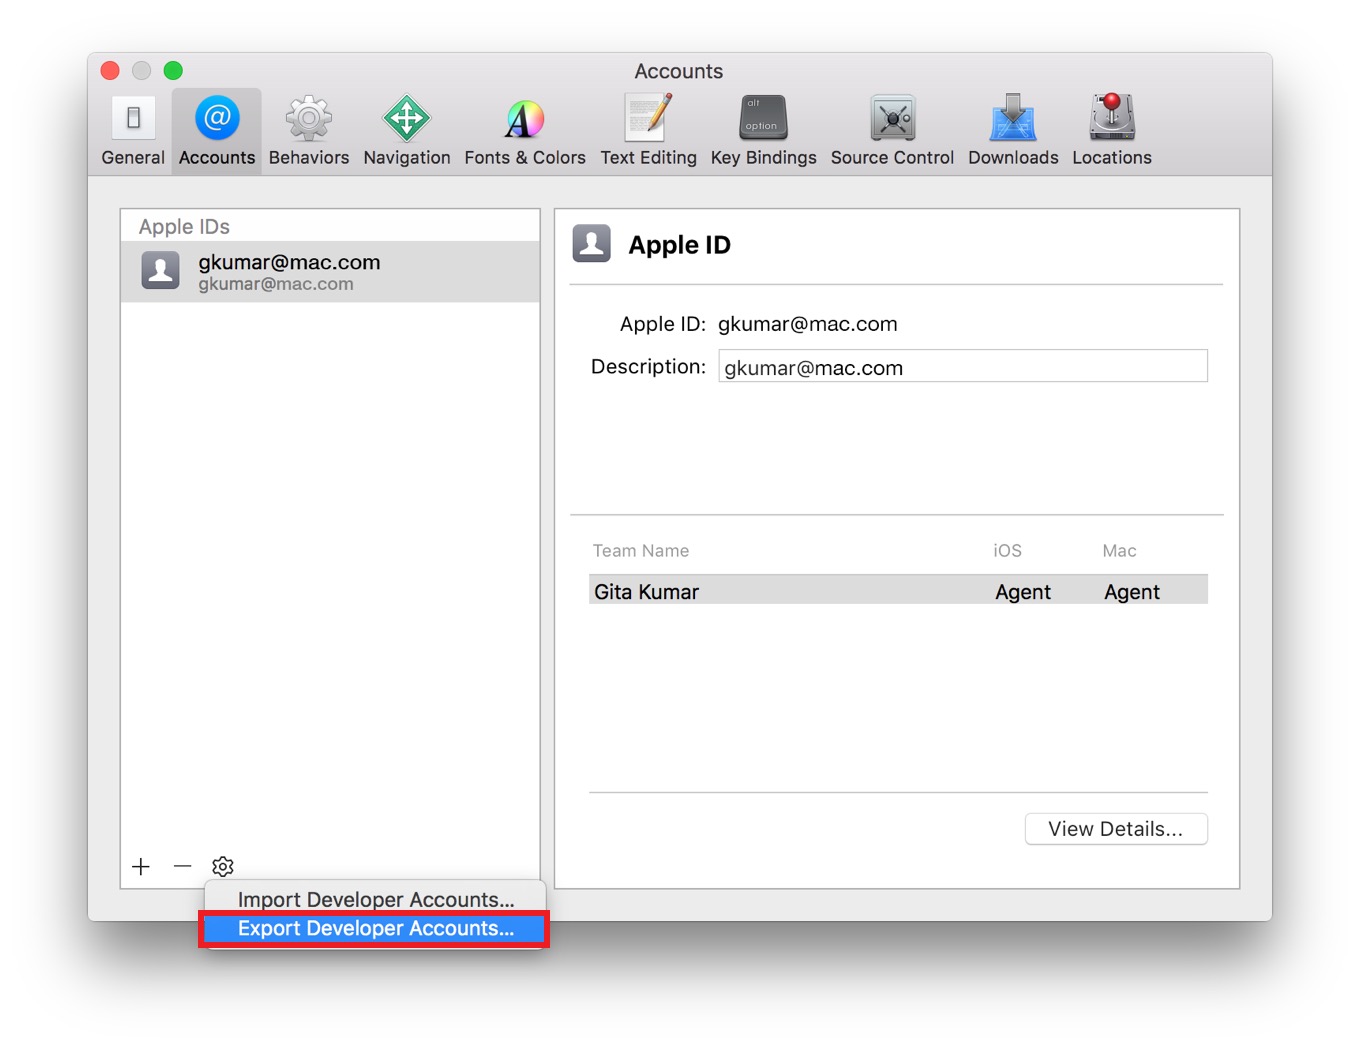 Accounts
alt
option
General Accounts Behaviors Navigation Fonts & Colors Text Editing Key Bindings Source Control Downloads Locations
Apple IDs
gkumar@mac.com
gkumar@mac.com
Apple ID
Apple ID: gkumar@mac.com
Description: gkumar@mac.com
Team Name iOS Mac
Gita Kumar Agent Agent
View Details...
Import Developer Accounts...
Export Developer Accounts...